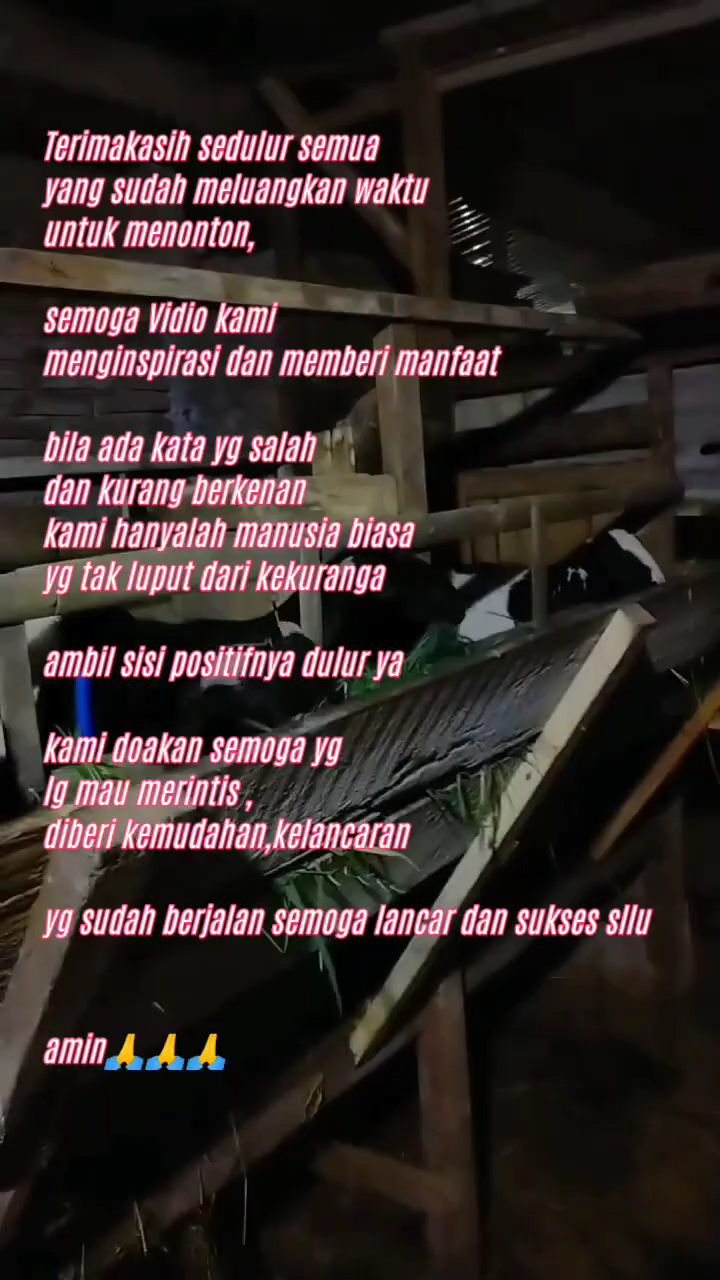 Terimakasih sedulur semua
yang sudah meluangkan waktu
untuk menonton,
semoga Vidio kami
menginspirasi dan memberi manfaat
bila ada kata yg salah
dan kurang berkenan
kami hanyalah manusia biasa
yg tak luput dari kekuranga
ambil sisi positifnya dulur ya
kami doakan semoga yg
lg mau merintis ,
diberi kemudahan,kelancaran
yg sudah berjalan semoga lancar dan sukses sllu
amin🙏🙏🙏